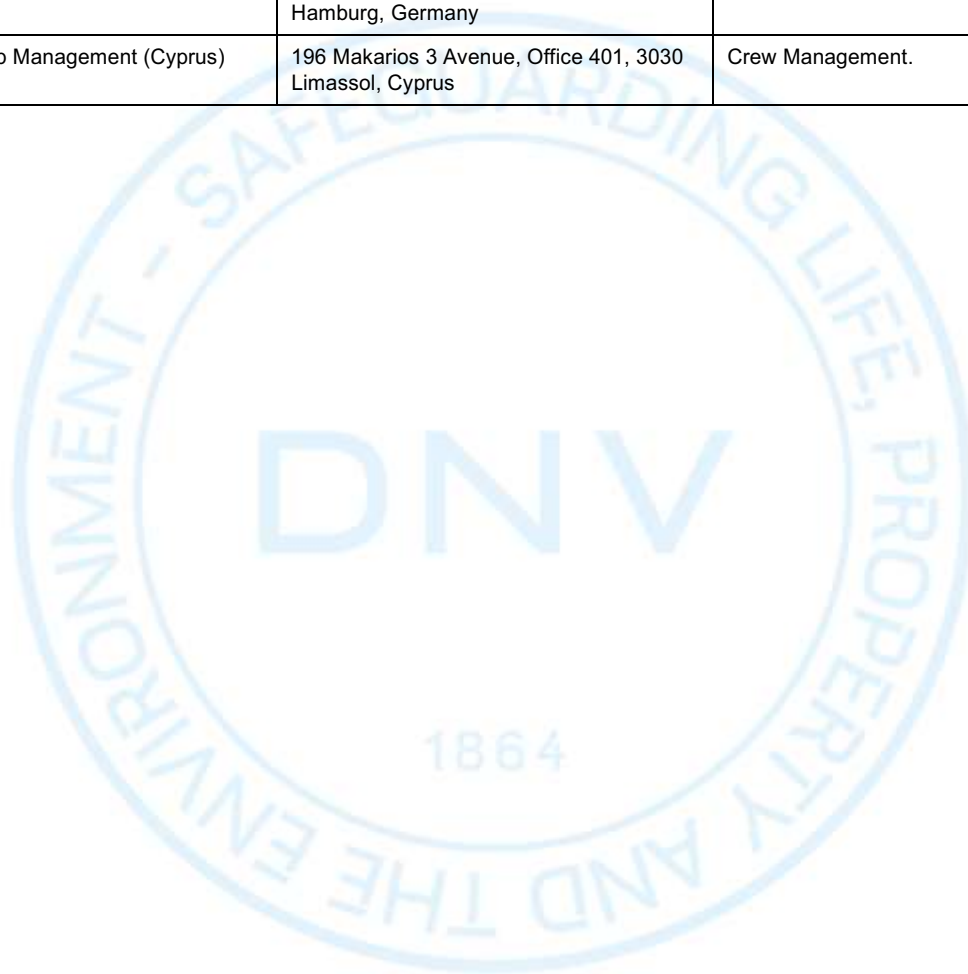 Hamburg, Germany
Management (Cyprus)
196 Makarios 3 Avenue, Office 401, 3030
Limassol, Cyprus
Crew Management.
SAFEGUARDING LIFE, PROPERTY AND THE ENVIRONMENT -
DNV
1864